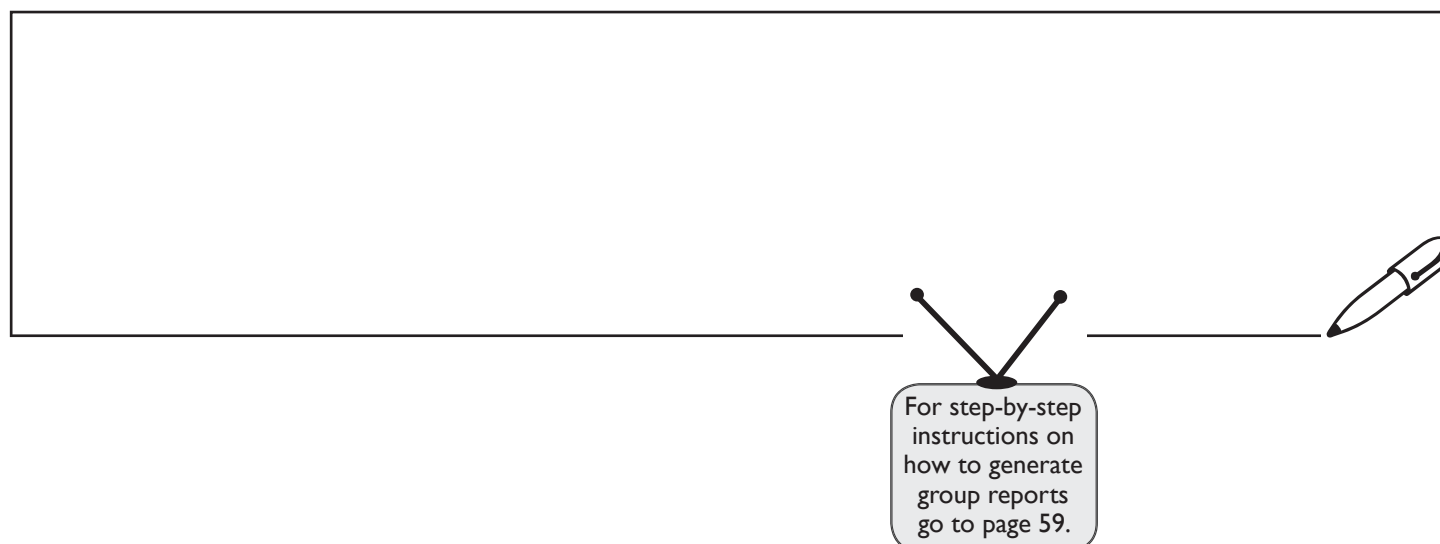 For step-by-step
instructions on
how to generate
group reports
go to page 59.